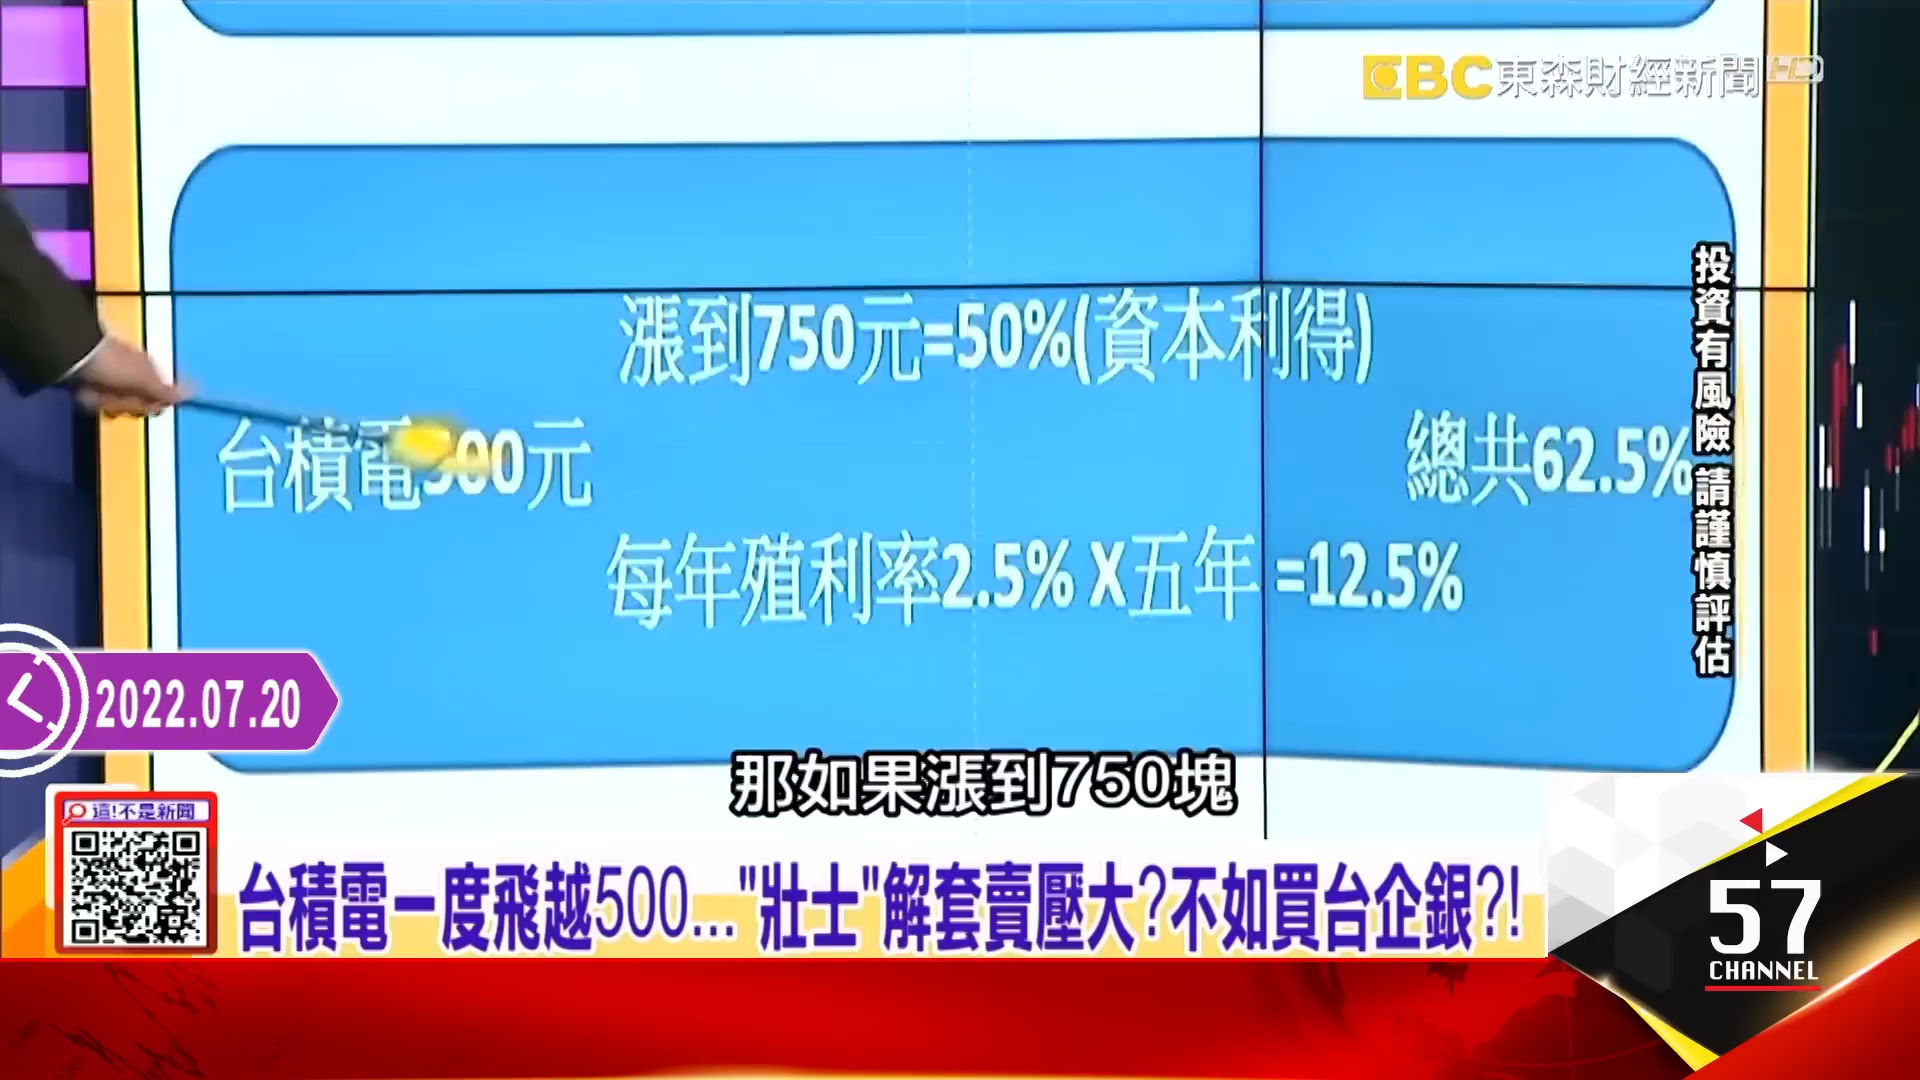 EBC東森財經新聞HD
漲到750元=50%(資本利得)
台積電500元
總共62.5%
每年殖利率2.5% X五年 =12.5%
投資有風險 請謹慎評估
2022.07.20
那如果漲到750塊
這!不是新聞
台積電一度飛越500..."壯士"解套賣壓大?不如買台企銀?!
57
CHANNEL